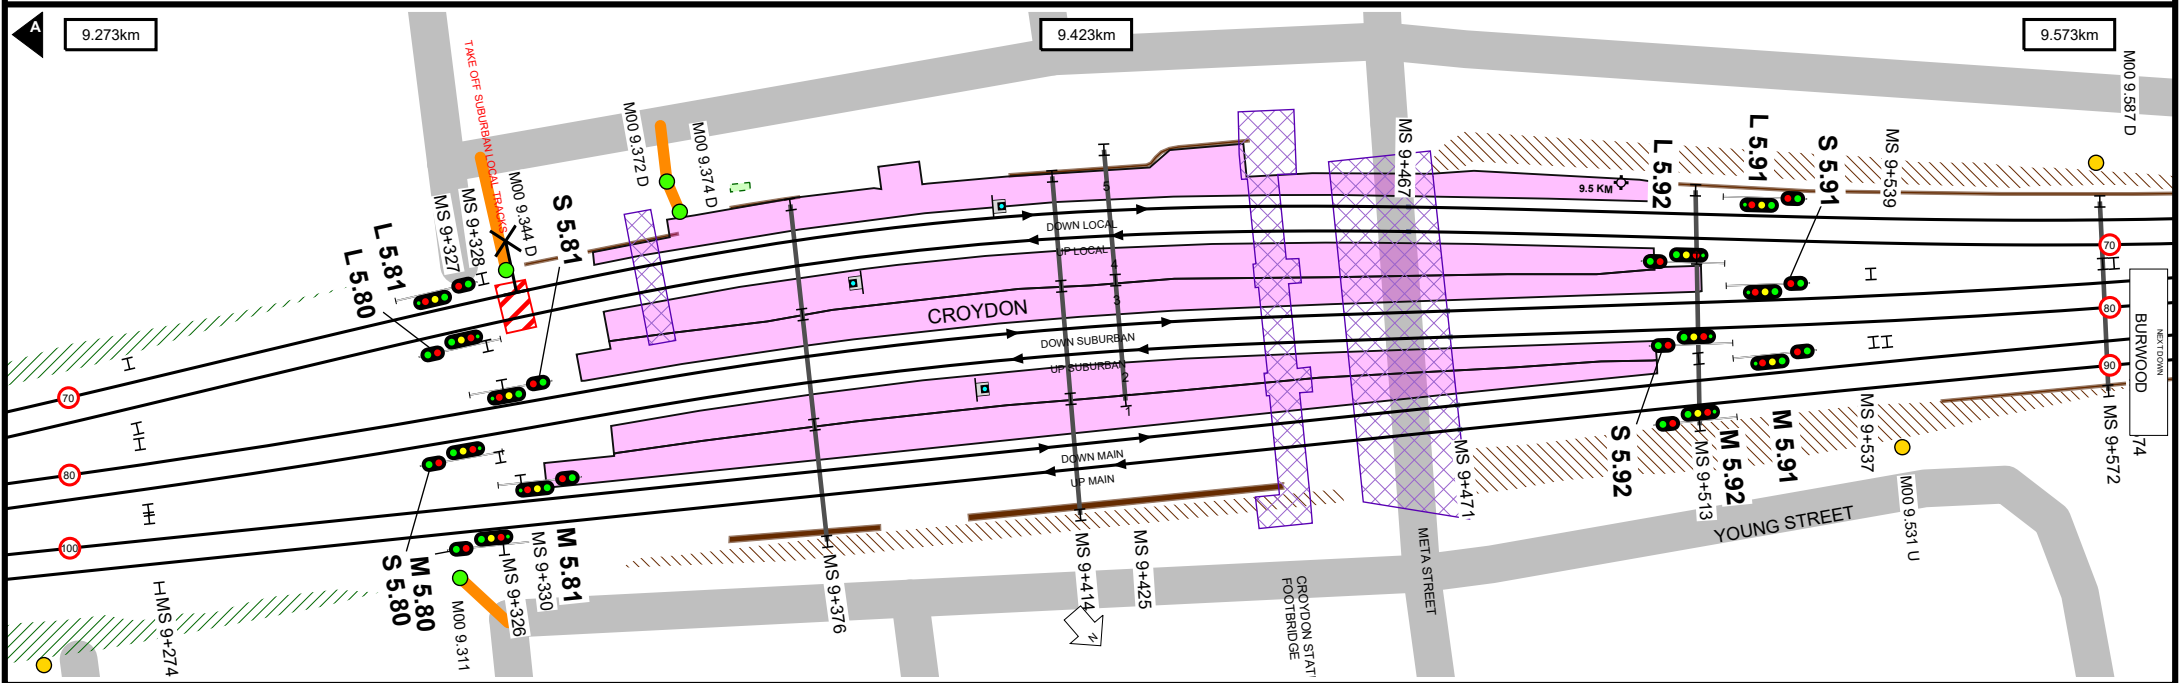 A
9.273km
9.423km
9.573km
TAKE OFF SUBURBAN LOCAL TRACKS
M00 9.344 D
M00 9.372 D
M00 9.374 D
M00 9.587 D
MS 9+327
MS 9+328
MS 9+467
MS 9+539
L 5.81
L 5.80
S 5.81
L 5.92
L 5.91
S 5.91
9.5 KM
DOWN LOCAL
UP LOCAL
5
4
3
2
1
CROYDON
DOWN SUBURBAN
UP SUBURBAN
DOWN MAIN
UP MAIN
70
80
100
70
80
90
BURWOOD
NEXT DOWN
74
S 5.80
M 5.80
M 5.81
S 5.92
M 5.92
M 5.91
MS 9+274
M00 9.311
MS 9+326
MS 9+330
MS 9+376
MS 9+414
MS 9+425
MS 9+471
MS 9+513
MS 9+537
M00 9.531 U
MS 9+572
N
CROYDON STAT
FOOTBRIDGE
META STREET
YOUNG STREET